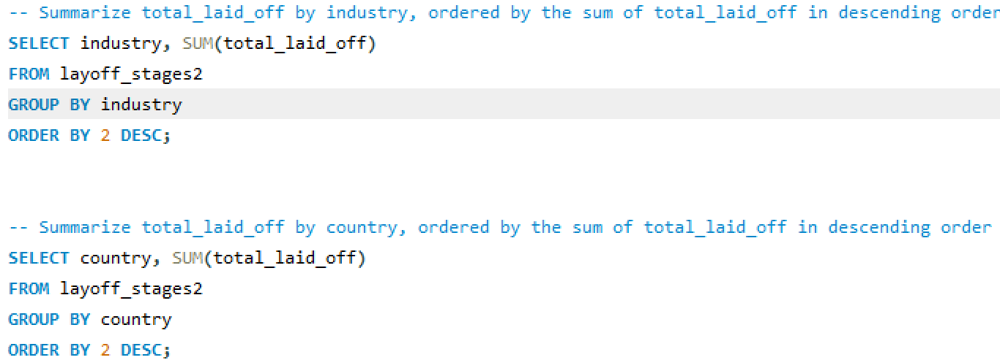 -- Summarize total_laid_off by industry, ordered by the sum of total_laid_off in descending order
SELECT industry, SUM(total_laid_off)
FROM layoff_stages2
GROUP BY industry
ORDER BY 2 DESC;
-- Summarize total_laid_off by country, ordered by the sum of total_laid_off in descending order
SELECT country, SUM(total_laid_off)
FROM layoff_stages2
GROUP BY country
ORDER BY 2 DESC;